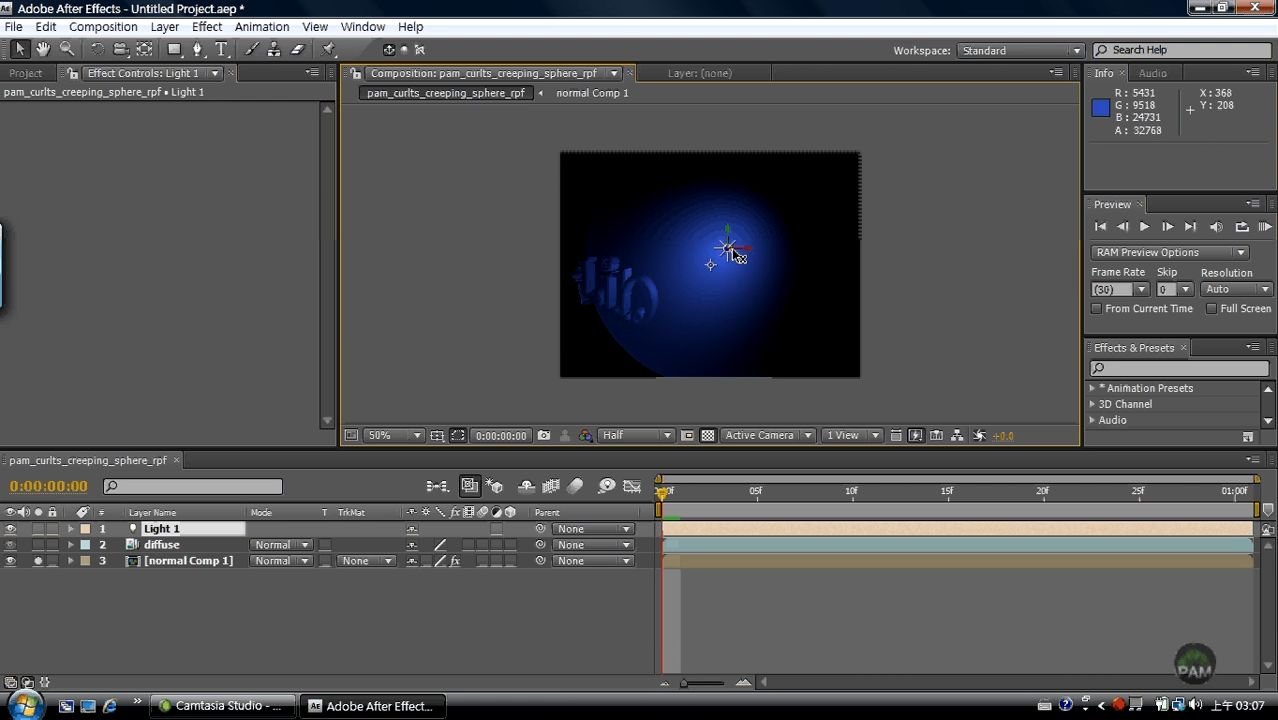 Adobe After Effects - Untitled Project.aep *
File Edit Composition Layer Effect Animation View Window Help
Workspace: Standard Search Help
Project Effect Controls: Light 1 Composition: pam_curlts_creeping_sphere_rpf Layer: (none) Info Audio
pam_curlts_creeping_sphere_rpf • Light 1
pam_curlts_creeping_sphere_rpf normal Comp 1
R : 5431 X : 368
G : 9518 Y : 208
B : 24731
A : 32768
Preview
RAM Preview Options
Frame Rate Skip Resolution
(30) 0 Auto
From Current Time Full Screen
Effects & Presets
* Animation Presets
3D Channel
Audio
50% 0:00:00:00 Half Active Camera 1 View +0.0
pam_curlts_creeping_sphere_rpf
0:00:00:00
05f 10f 15f 20f 25f 01:00f
# Layer Name Mode T TrkMat fx Parent
1 Light 1 None
2 diffuse Normal None
3 [normal Comp 1] Normal None fx None
PAM
Camtasia Studio - ... Ae Adobe After Effect... 上午 03:07